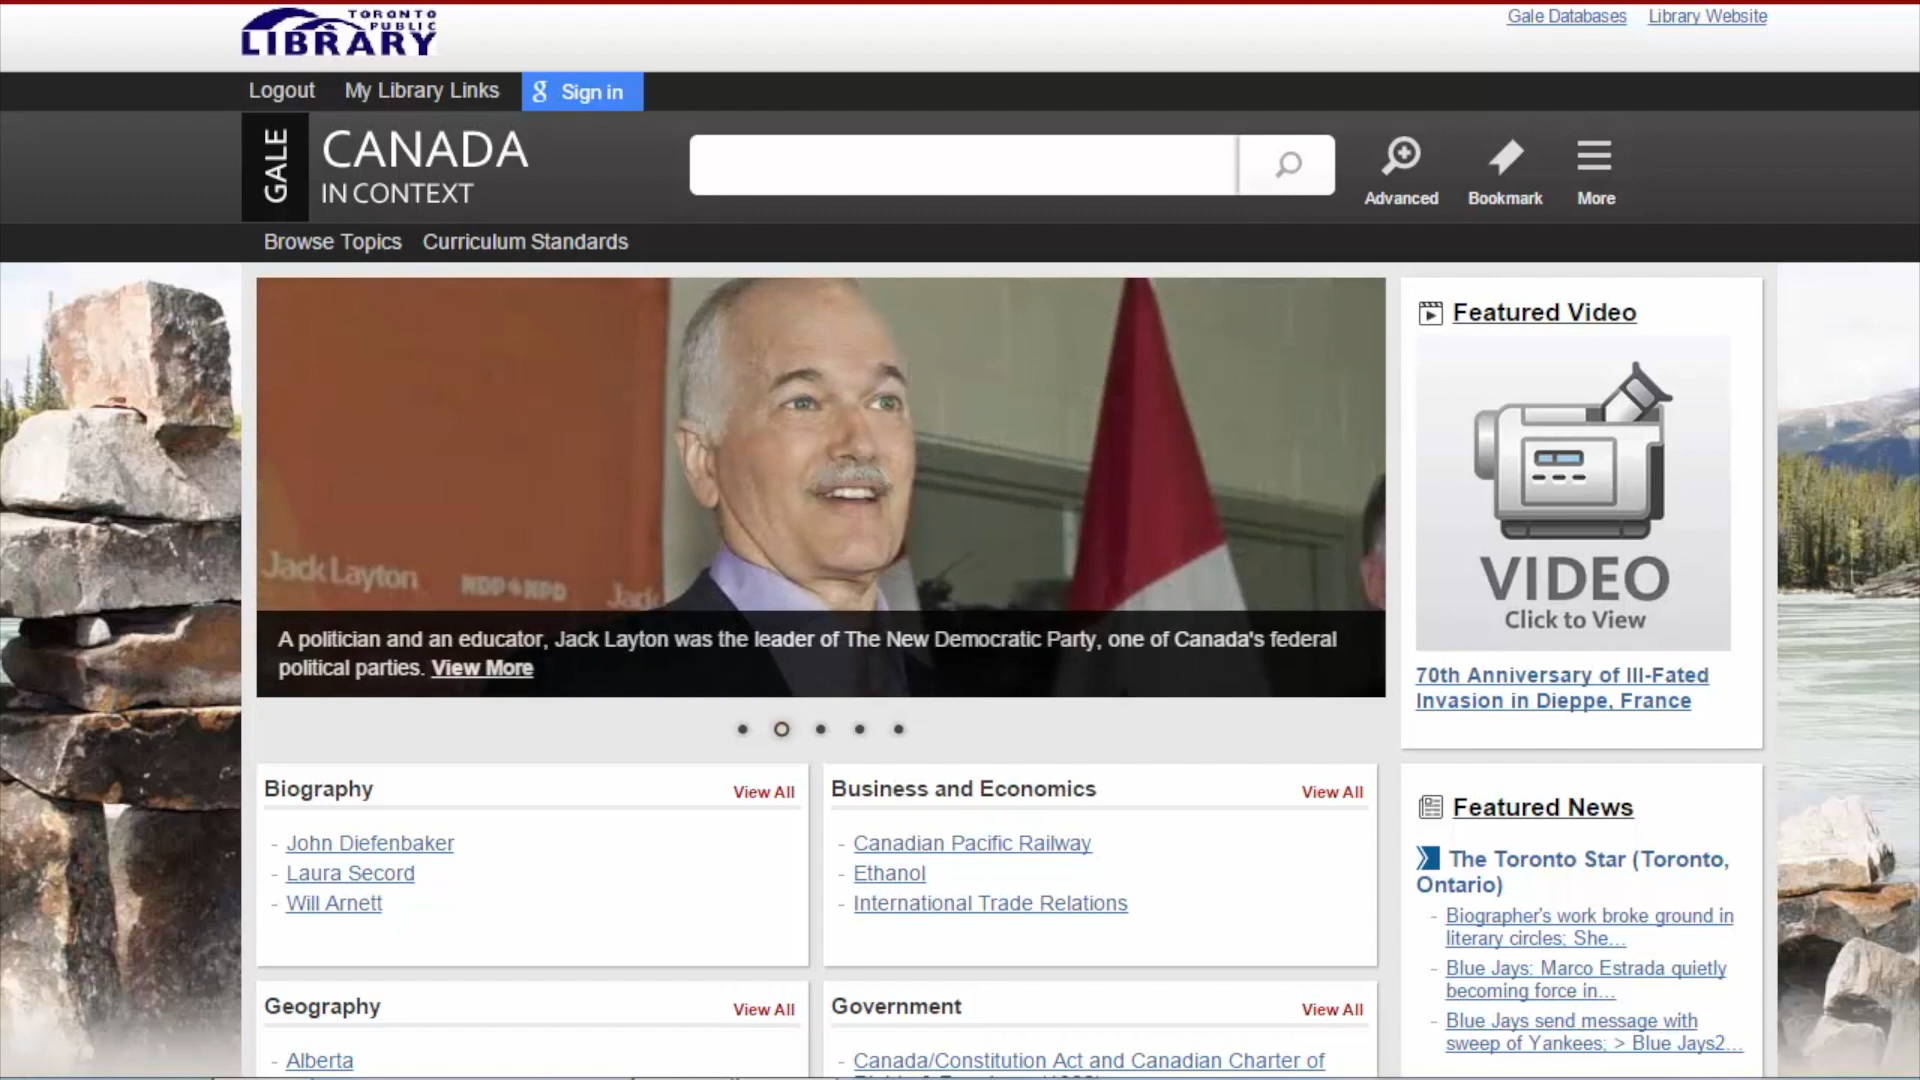 TORONTO
PUBLIC
LIBRARY
Gale Databases Library Website
Logout My Library Links g Sign in
GALE
CANADA
IN CONTEXT
Advanced Bookmark More
Browse Topics Curriculum Standards
Jack Layton NDP NPD Jack
A politician and an educator, Jack Layton was the leader of The New Democratic Party, one of Canada's federal
political parties. View More
Featured Video
VIDEO
Click to View
70th Anniversary of Ill-Fated
Invasion in Dieppe, France
Biography View All
- John Diefenbaker
- Laura Secord
- Will Arnett
Business and Economics View All
- Canadian Pacific Railway
- Ethanol
- International Trade Relations
Featured News
The Toronto Star (Toronto,
Ontario)
- Biographer's work broke ground in
literary circles; She...
- Blue Jays: Marco Estrada quietly
becoming force in...
- Blue Jays send message with
sweep of Yankees; > Blue Jays2...
Geography View All
- Alberta
Government View All
- Canada/Constitution Act and Canadian Charter of